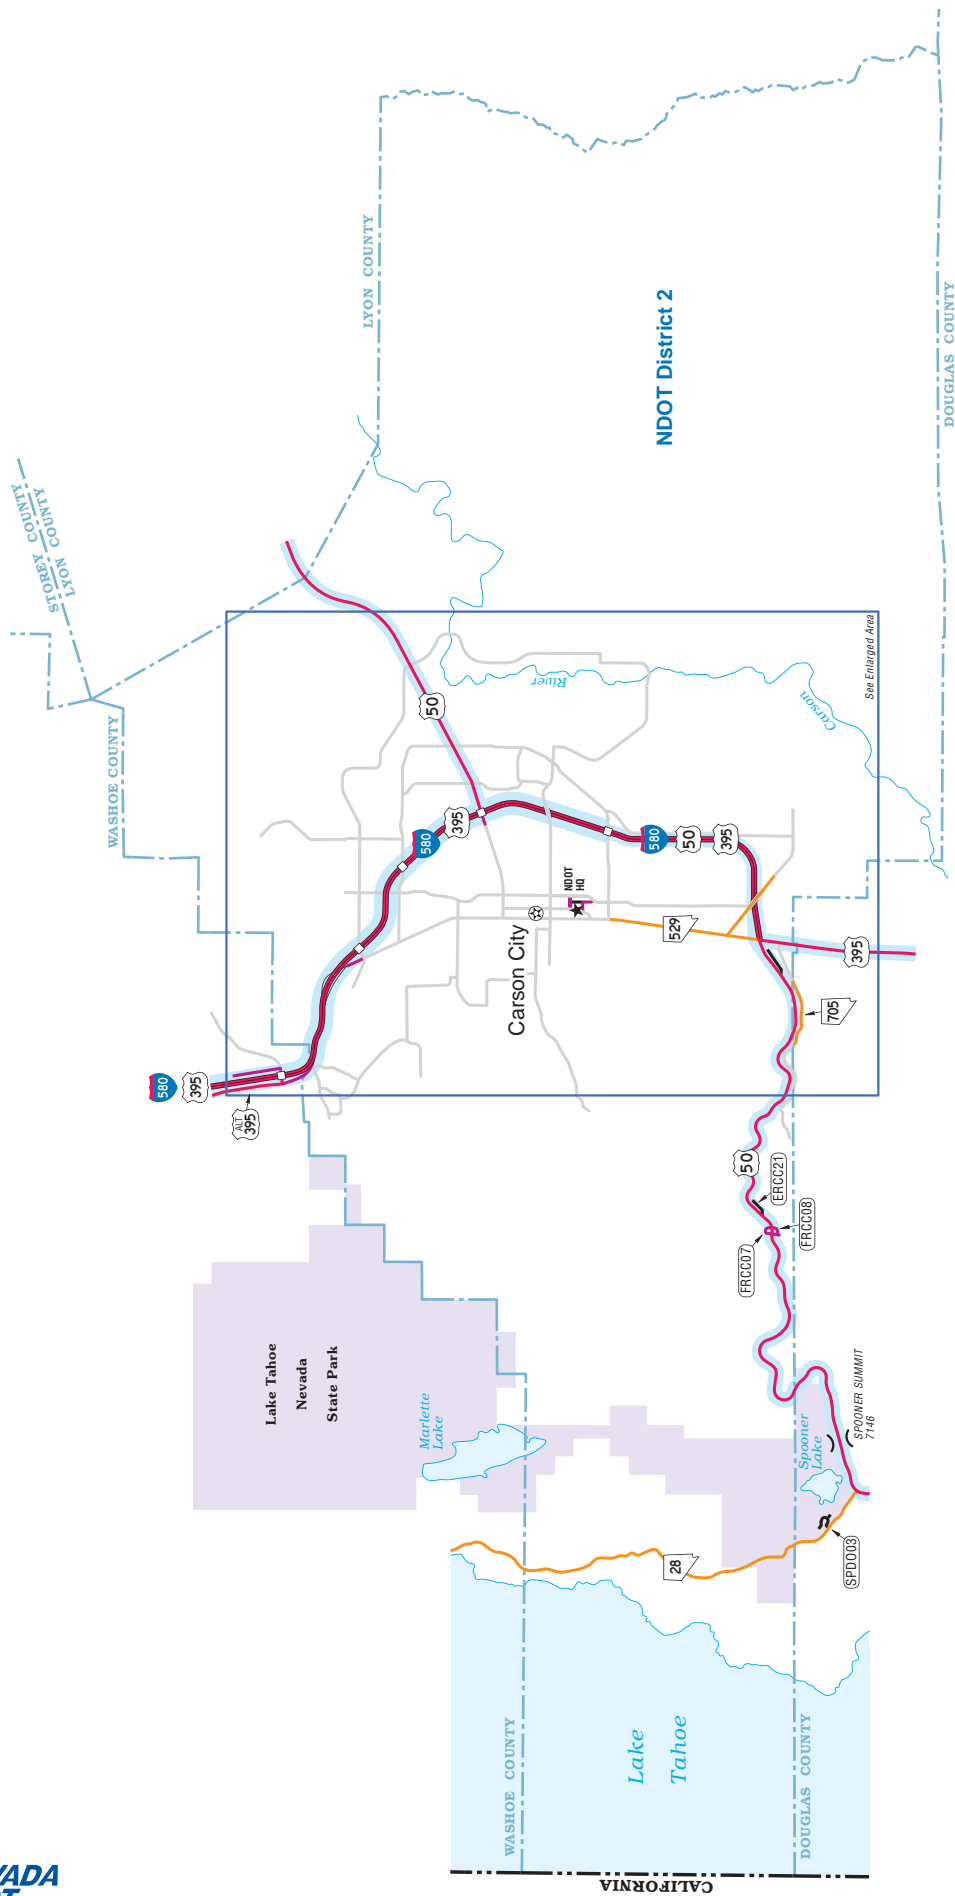 STOREY COUNTY
LYON COUNTY
LYON COUNTY
WASHOE COUNTY
NDOT District 2
DOUGLAS COUNTY
See Enlarged Area
River
Carson
50
580
395
580
50
395
NDOT
HQ
Carson City
529
395
705
580
395
ALT
395
50
ERCC21
FRCC07
FRCC08
Lake Tahoe
Nevada
State Park
Marlette
Lake
Spooner
Lake
SPOONER SUMMIT
7146
28
SPD003
WASHOE COUNTY
Lake
Tahoe
DOUGLAS COUNTY
CALIFORNIA